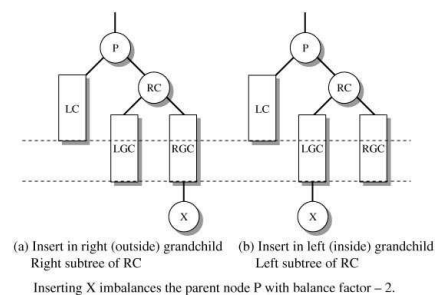 P
P
RC
RC
LC
LC
LGC
RGC
LGC
RGC
X
X
(a) Insert in right (outside) grandchild
Right subtree of RC
(b) Insert in left (inside) grandchild
Left subtree of RC
Inserting X imbalances the parent node P with balance factor – 2.